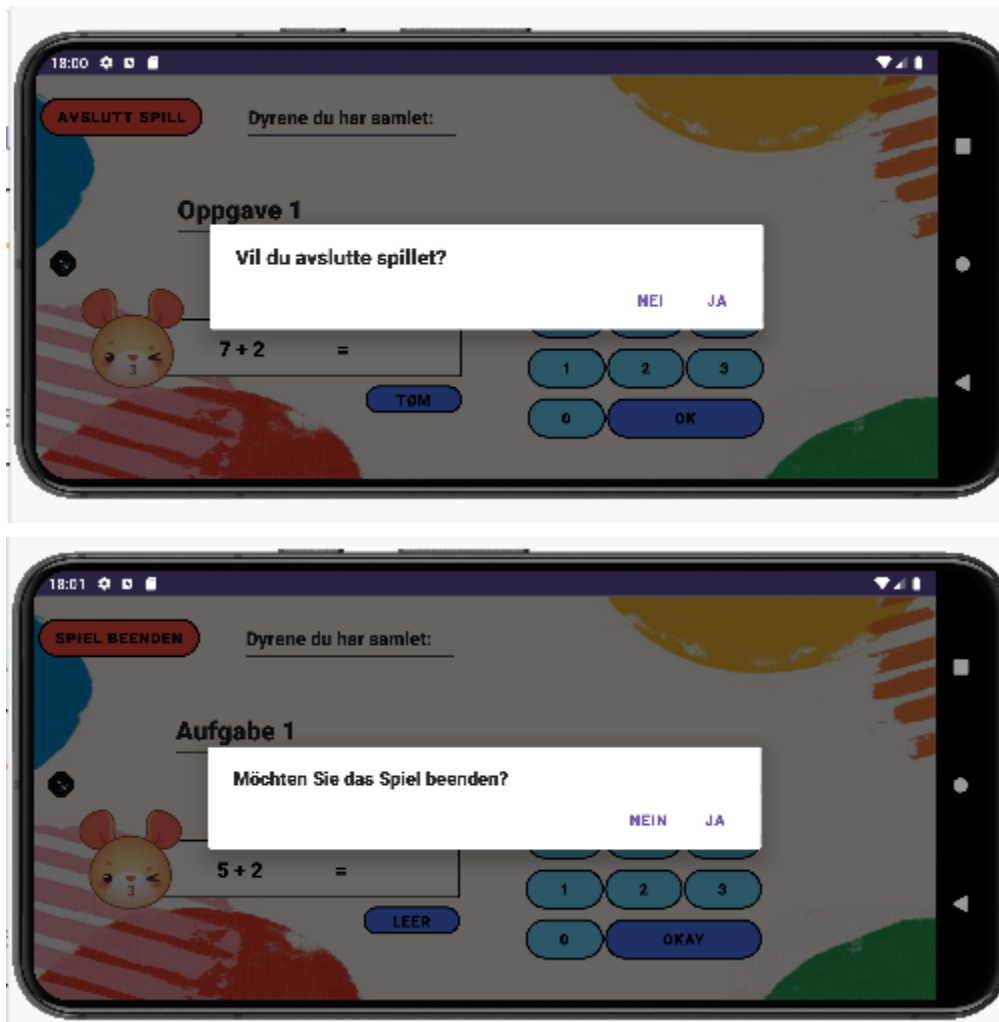 18:00
AVSLUTT SPILL
Dyrene du har samlet:
Oppgave 1
Vil du avslutte spillet?
NEI JA
7 + 2 =
1 2 3
TØM
0 OK
18:01
SPIEL BEENDEN
Dyrene du har samlet:
Aufgabe 1
Möchten Sie das Spiel beenden?
NEIN JA
5 + 2 =
1 2 3
LEER
0 OKAY